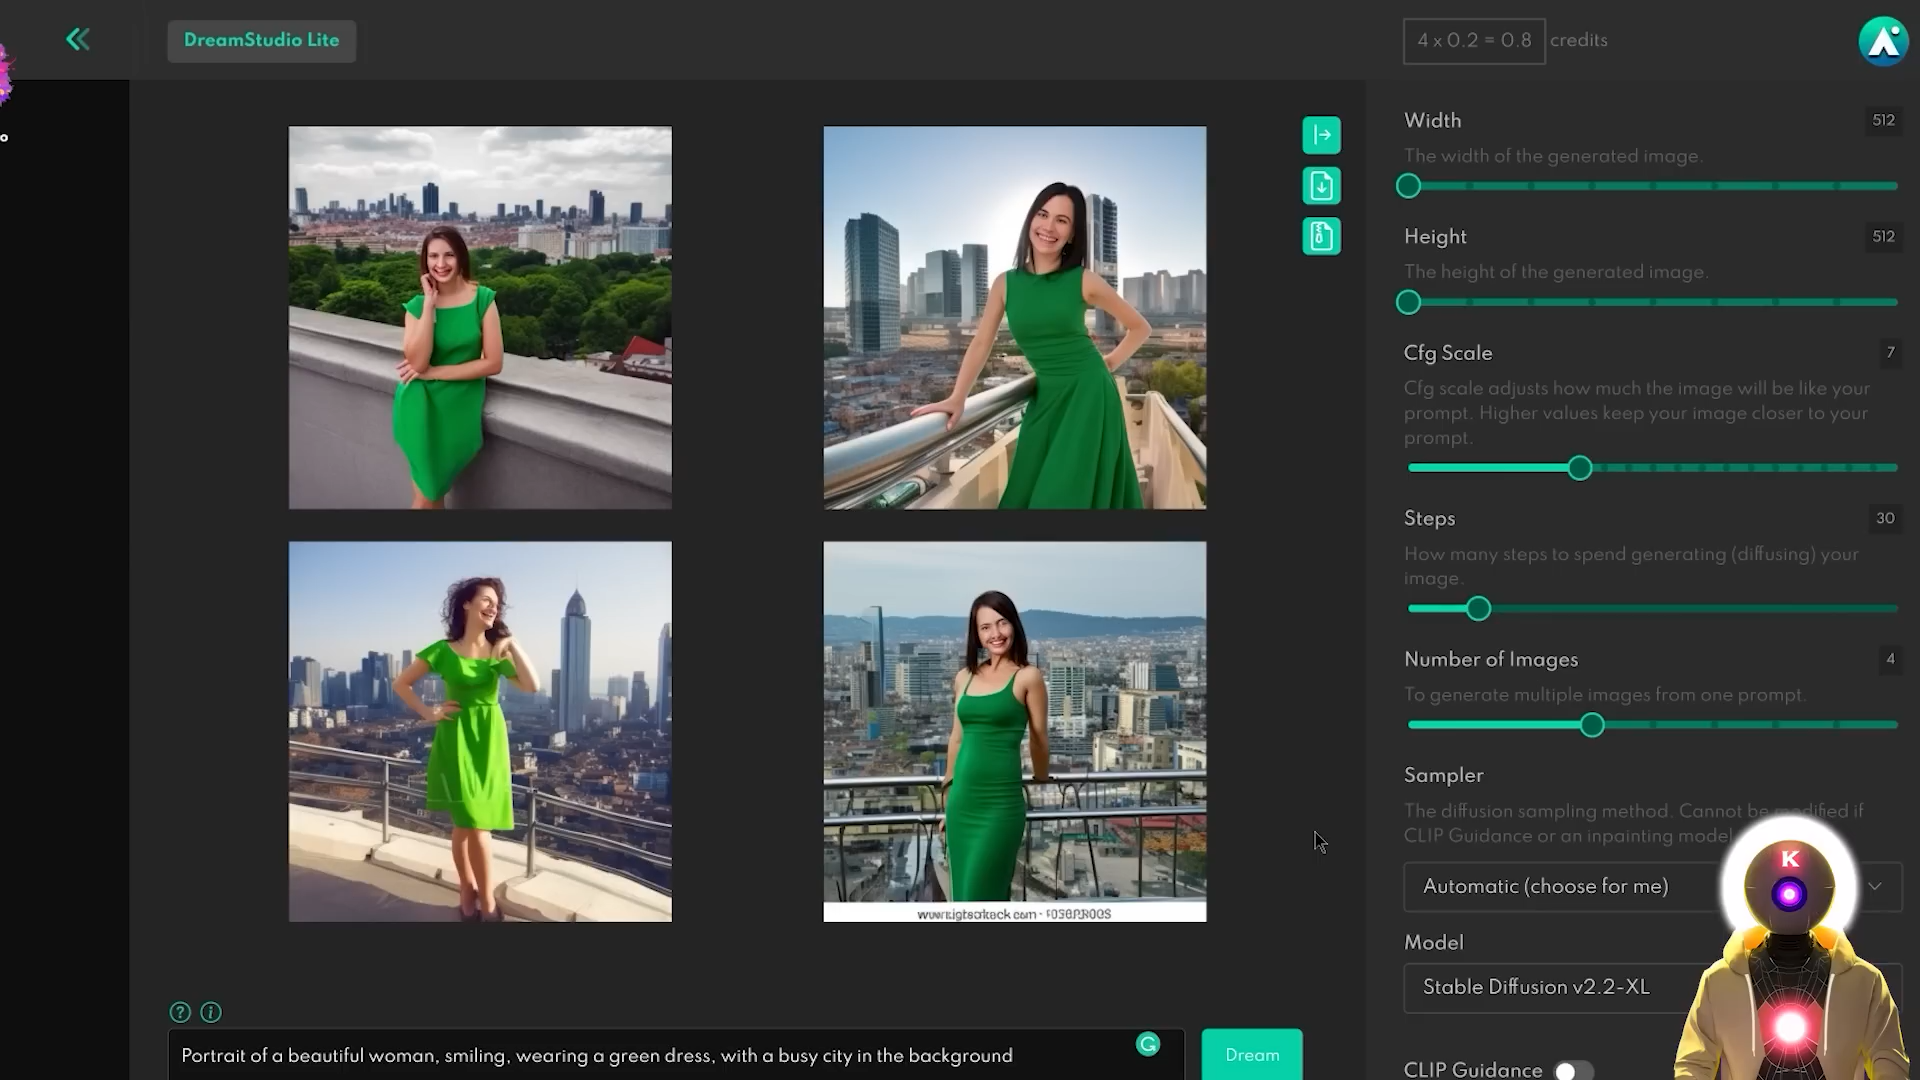 DreamStudio Lite
4 x 0.2 = 0.8 credits
Width
512
The width of the generated image.
Height
512
The height of the generated image.
Cfg Scale
7
Cfg scale adjusts how much the image will be like your
prompt. Higher values keep your image closer to your
prompt.
Steps
30
How many steps to spend generating (diffusing) your
image.
Number of Images
4
To generate multiple images from one prompt.
Sampler
The diffusion sampling method. Cannot be modified if
CLIP Guidance or an inpainting model
Automatic (choose for me)
K
Model
Stable Diffusion v2.2-XL
CLIP Guidance
Portrait of a beautiful woman, smiling, wearing a green dress, with a busy city in the background
Dream